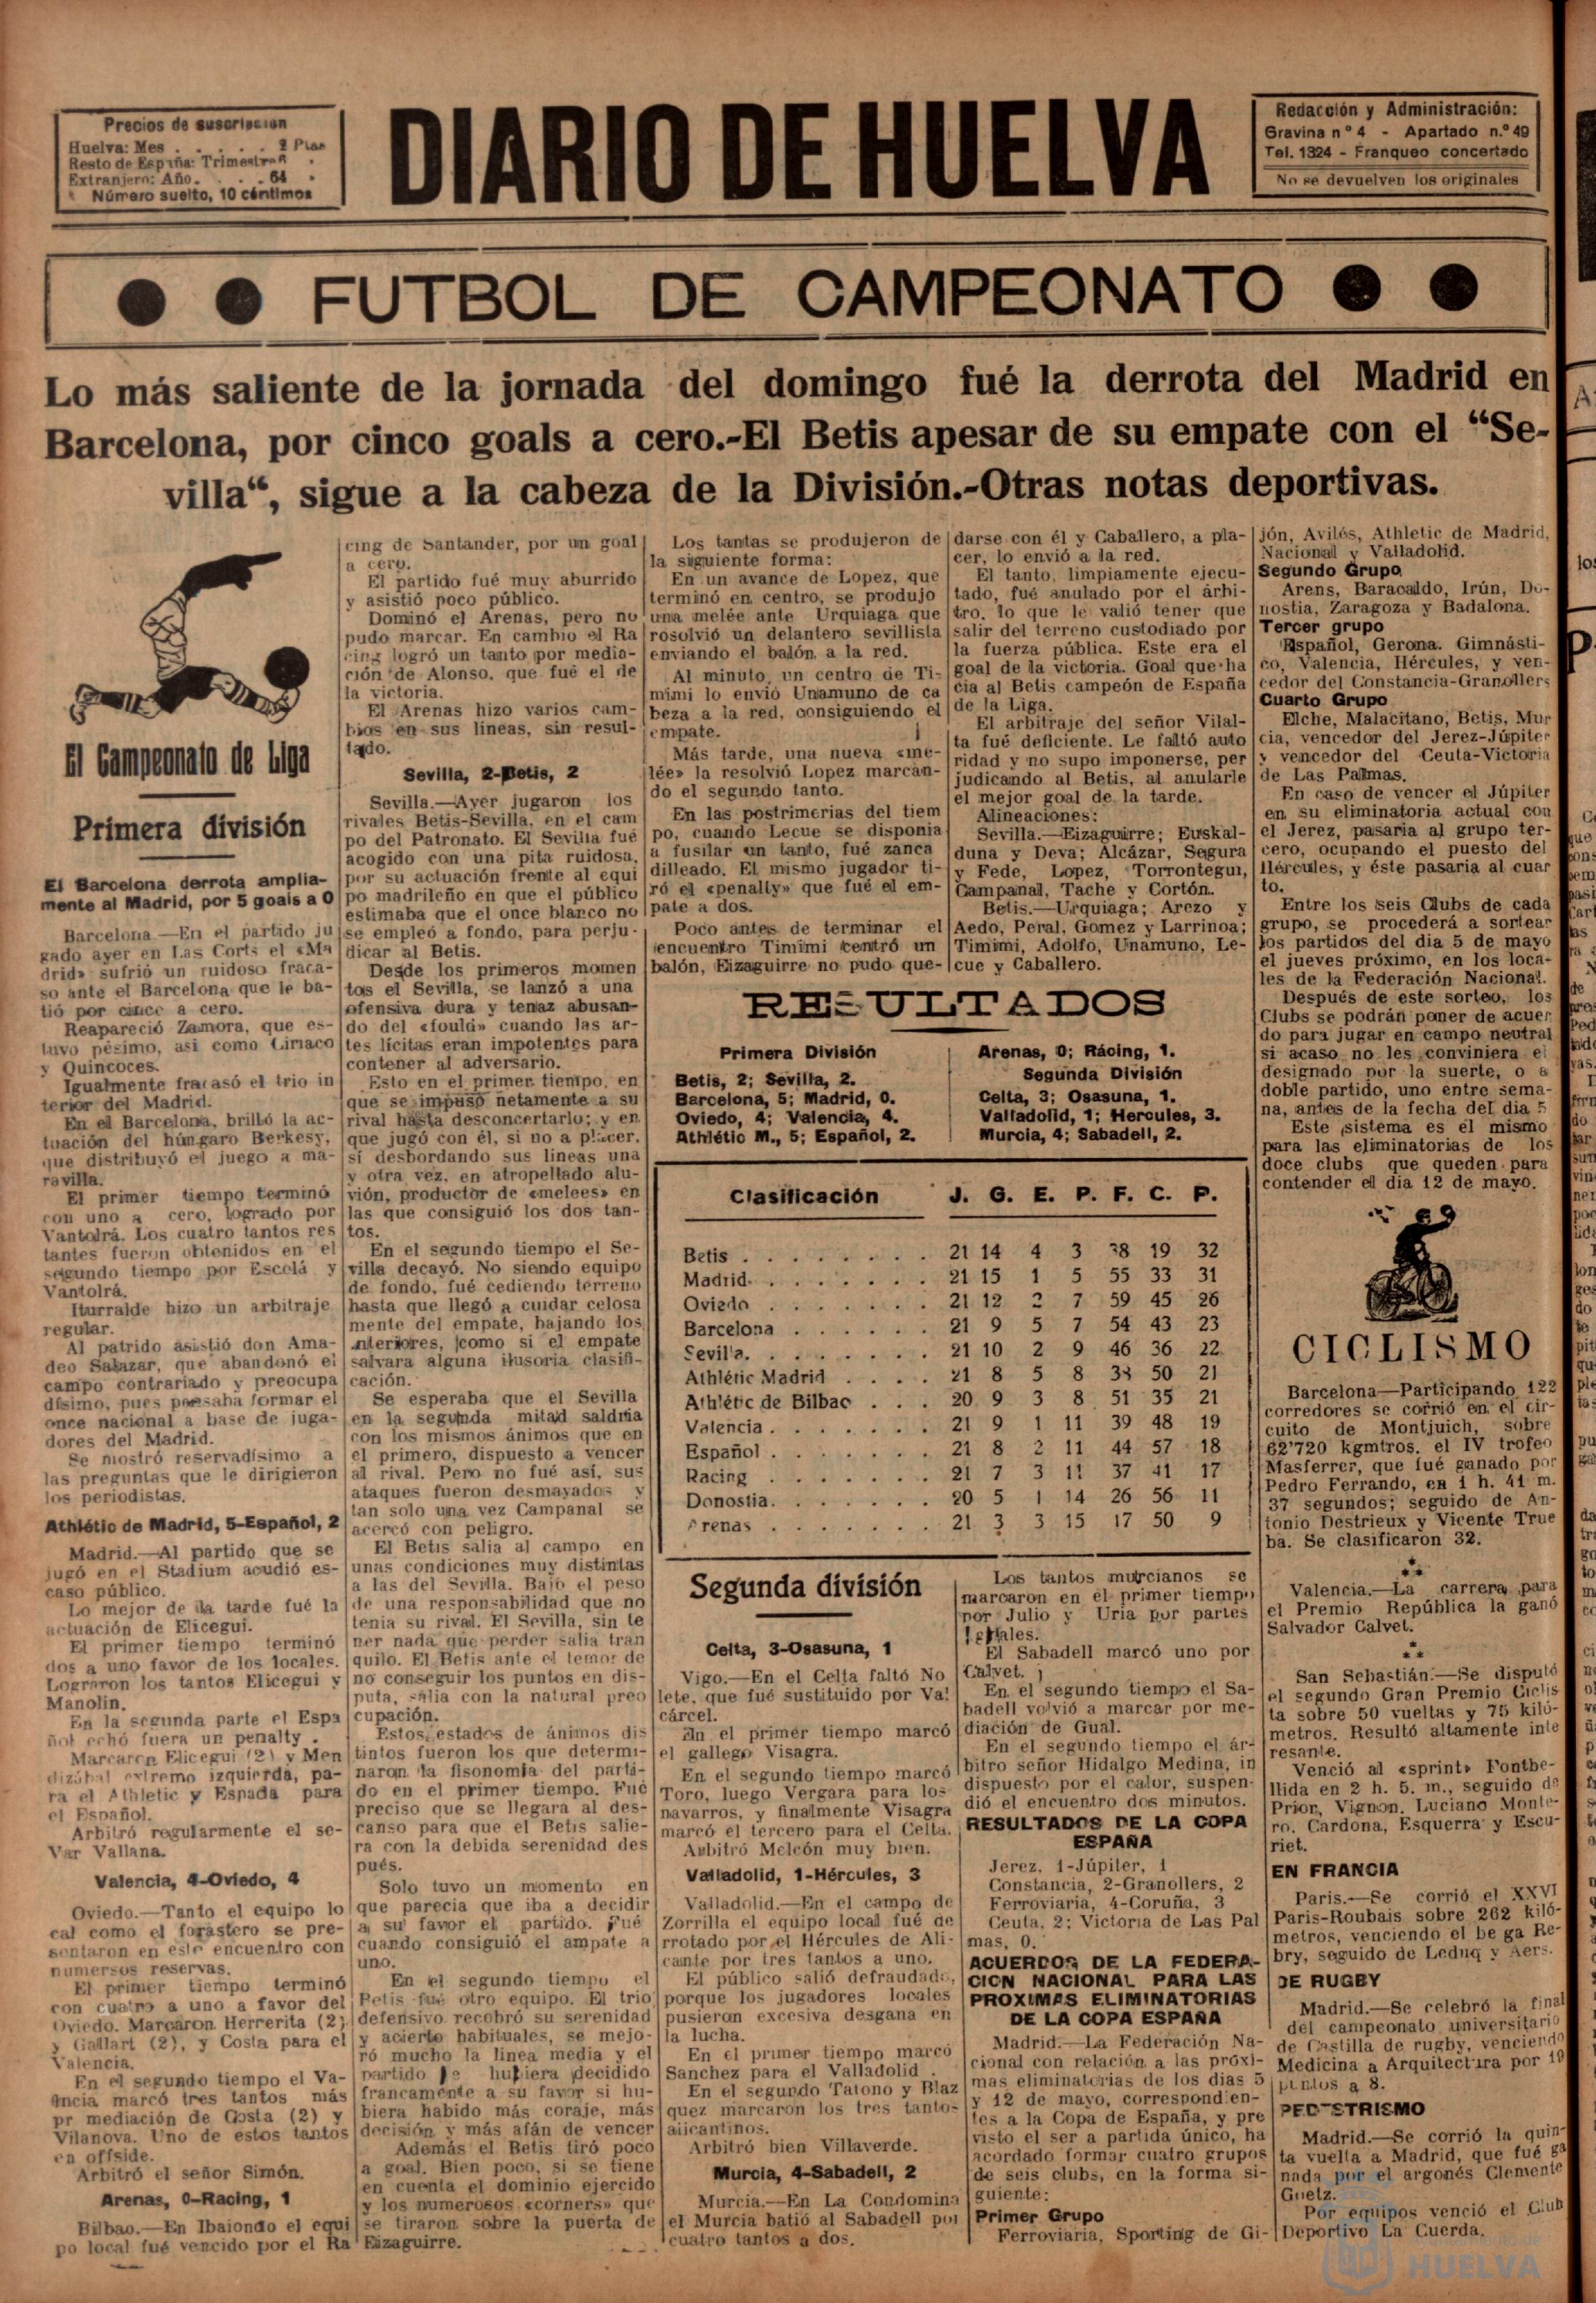 Precios de suscripcion
Huelva: Mes . . . . . 2 Ptas
Resto de España: Trimestre 6 .
Extranjero: Año. . . . 64 .
Número suelto, 10 céntimos
DIARIO DE HUELVA
Redacción y Administración:
Gravina n° 4 - Apartado n.° 49
Tel. 1324 - Franqueo concertado
No se devuelven los originales
FUTBOL DE CAMPEONATO
Lo más saliente de la jornada del domingo fué la derrota del Madrid en
Barcelona, por cinco goals a cero.-El Betis apesar de su empate con el “Se-
villa“, sigue a la cabeza de la División.-Otras notas deportivas.
El Campeonato de Liga
Primera división
El Barcelona derrota amplia-
mente al Madrid, por 5 goals a 0
Barcelona.—En el partido ju
gado ayer en Las Corts el «Ma
drid» sufrió un ruidoso fraca-
so ante el Barcelona que le ba-
tió por cince a cero.
Reapareció Zamora, que es-
tuvo pésimo, asi como Ciriaco
y Quincoces.
Igualmente fracasó el trio in
terior del Madrid.
En el Barcelona, brilló la ac-
tuación del húngaro Berkesy,
que distribuyó el juego a ma-
ravilla.
El primer tiempo terminó
con uno a cero, logrado por
Vantolrá. Los cuatro tantos res
tantes fueron obtenidos en el
segundo tiempo por Escolá y
Vantolrá.
Iturralde hizo un arbitraje
regular.
Al patrido asistió don Ama-
deo Salazar, que abandonó el
campo contrariado y preocupa
dísimo, pues pensaba formar el
once nacional a base de juga-
dores del Madrid.
Se mostró reservadísimo a
las preguntas que le dirigieron
los periodistas.
Athlétic de Madrid, 5-Español, 2
Madrid.—Al partido que se
jugó en el Stadium acudió es-
caso público.
Lo mejor de la tarde fué la
actuación de Elicegui.
El primer tiempo terminó
dos a uno favor de los locales.
Lograron los tantos Elicegui y
Manolin.
En la segunda parte el Espa
ñol echó fuera un penalty .
Marcaron Elicegui (2) y Men
dizábal extremo izquierda, pa-
ra el Athletic y Espada para
el Español.
Arbitró regularmente el se-
Var Vallana.
Valencia, 4-Oviedo, 4
Oviedo.—Tanto el equipo lo
cal como el forastero se pre-
sentaron en este encuentro con
numersos reservas.
El primer tiempo terminó
con cuatro a uno a favor del
Oviedo. Marcaron Herrerita (2)
y Gallart (2), y Costa para el
Valencia.
En el segundo tiempo el Va-
encia marcó tres tantos más
pr mediación de Costa (2) y
Vilanova. Uno de estos tantos
en offside.
Arbitró el señor Simón.
Arenas, 0-Racing, 1
Bilbao.—En Ibaiondo el equi
po local fué vencido por el Ra
cing de Santander, por un goal
a cero.
El partido fué muy aburrido
y asistió poco público.
Dominó el Arenas, pero no
pudo marcar. En cambio el Ra
cing logró un tanto por media-
ción de Alonso, que fué el de
la victoria.
El Arenas hizo varios cam-
bios en sus lineas, sin resul-
tado.
Sevilla, 2-Betis, 2
Sevilla.—Ayer jugaron los
rivales Betis-Sevilla, en el cam
po del Patronato. El Sevilla fué
acogido con una pita ruidosa,
por su actuación frente al equi
po madrileño en que el público
estimaba que el once blanco no
se empleó a fondo, para perju-
dicar al Betis.
Desde los primeros momen
tos el Sevilla, se lanzó a una
ofensiva dura y tenaz abusan-
do del «fould» cuando las ar-
tes lícitas eran impotentes para
contener al adversario.
Esto en el primer tiempo, en
que se impuso netamente a su
rival hasta desconcertarlo; y en
que jugó con él, si no a placer,
sí desbordando sus lineas una
y otra vez, en atropellado alu-
vión, productor de «melees» en
las que consiguió los dos tan-
tos.
En el segundo tiempo el Se-
villa decayó. No siendo equipo
de fondo, fué cediendo terreno
hasta que llegó a cuidar celosa
mente del empate, bajando los
interiores, como si el empate
salvara alguna ilusoria clasifi-
cación.
Se esperaba que el Sevilla
en la segunda mitad saldria
con los mismos ánimos que en
el primero, dispuesto a vencer
al rival. Pero no fué así, sus
ataques fueron desmayados y
tan solo una vez Campanal se
acercó con peligro.
El Betis salia al campo en
unas condiciones muy distintas
a las del Sevilla. Bajo el peso
de una responsabilidad que no
tenia su rival. El Sevilla, sin te
ner nada que perder salia tran
quilo. El Betis ante el temor de
no conseguir los puntos en dis-
puta, salia con la natural preo
cupación.
Estos estados de ánimos dis
tintos fueron los que determi-
naron la fisonomia del parti-
do en el primer tiempo. Fué
preciso que se llegara al des-
canso para que el Betis salie-
ra con la debida serenidad des
pués.
Solo tuvo un momento en
que parecia que iba a decidir
a su favor el partido. Fué
cuando consiguió el ampate a
uno.
En el segundo tiempo el
Betis fué otro equipo. El trio
defensivo recobró su serenidad
y acierto habituales, se mejo-
ró mucho la linea media y el
partido se hubiera decidido
francamente a su favor si hu-
biera habido más coraje, más
decisión y más afán de vencer
Además el Betis tiró poco
a goal. Bien poco, si se tiene
en cuenta el dominio ejercido
y los numerosos «corners» que
se tiraron sobre la puerta de
Eizaguirre.
Los tantas se produjeron de
la siiguiente forma:
En un avance de Lopez, que
terminó en centro, se produjo
una melée ante Urquiaga que
rosolvió un delantero sevillista
enviando el balón a la red.
Al minuto, un centro de Ti-
mimi lo envió Unamuno de ca
beza a la red, consiguiendo el
empate.
Más tarde, una nueva «me-
lée» la resolvió Lopez marcan-
do el segundo tanto.
En las postrimerias del tiem
po, cuando Lecue se disponia
a fusilar un tanto, fué zanca
dilleado. El mismo jugador ti-
ró el «penalty» que fué el em-
pate a dos.
Poco antes de terminar el
encuentro Timimi centró un
balón, Eizaguirre no pudo que-
darse con él y Caballero, a pla-
cer, lo envió a la red.
El tanto, limpiamente ejecu-
tado, fué anulado por el árbi-
tro, lo que le valió tener que
salir del terreno custodiado por
la fuerza pública. Este era el
goal de la victoria. Goal que ha
cia al Betis campeón de España
de la Liga.
El arbitraje del señor Vilal-
ta fué deficiente. Le faltó auto
ridad y no supo imponerse, per
judicando al Betis, al anularle
el mejor goal de la tarde.
Alineaciones:
Sevilla.—Eizaguirre; Euskal-
duna y Deva; Alcázar, Segura
y Fede, Lopez, Torrontegui,
Campanal, Tache y Cortón.
Betis.—Urquiaga; Arezo y
Aedo, Peral, Gomez y Larrinoa;
Timimi, Adolfo, Unamuno, Le-
cue y Caballero.
RESULTADOS
Primera División
Betis, 2; Sevilla, 2.
Barcelona, 5; Madrid, 0.
Oviedo, 4; Valencia, 4.
Athlétic M., 5; Español, 2.
Arenas, 0; Rácing, 1.
Segunda División
Celta, 3; Osasuna, 1.
Valladolid, 1; Hercules, 3.
Murcia, 4; Sabadell, 2.
Clasificación J. G. E. P. F. C. P.
Betis . . . . . . . . 21 14 4 3 38 19 32
Madrid. . . . . . . . 21 15 1 5 55 33 31
Oviedo . . . . . . . 21 12 2 7 59 45 26
Barcelona . . . . . . 21 9 5 7 54 43 23
Sevilla. . . . . . . . 21 10 2 9 46 36 22
Athlétic Madrid . . . . 21 8 5 8 38 50 21
Athlétic de Bilbao . . . 20 9 3 8 51 35 21
Valencia . . . . . . . 21 9 1 11 39 48 19
Español . . . . . . . 21 8 2 11 44 57 18
Racing . . . . . . . 21 7 3 11 37 41 17
Donostia. . . . . . . 20 5 1 14 26 56 11
Arenas . . . . . . . 21 3 3 15 17 50 9
Segunda división
Celta, 3-Osasuna, 1
Vigo.—En el Celta faltó No
lete, que fué sustituido por Val
cárcel.
En el primer tiempo marcó
el gallego Visagra.
En el segundo tiempo marcó
Toro, luego Vergara para los
navarros, y finalmente Visagra
marcó el tercero para el Celta.
Arbitró Melcón muy bien.
Valladolid, 1-Hércules, 3
Valladolid.—En el campo de
Zorrilla el equipo local fué de
rrotado por el Hércules de Ali-
cante por tres tantos a uno.
El público salió defraudado,
porque los jugadores locales
pusieron excesiva desgana en
la lucha.
En el primer tiempo marcó
Sanchez para el Valladolid .
En el segundo Tatono y Blaz
quez marcaron los tres tanto-
alicantinos.
Arbitró bien Villaverde.
Murcia, 4-Sabadell, 2
Murcia.—En La Condomina
el Murcia batió al Sabadell por
cuatro tantos a dos.
Los tantos murcianos se
marcaron en el primer tiempo
por Julio y Uria por partes
iguales.
El Sabadell marcó uno por
Calvet.
En el segundo tiempo el Sa-
badell volvió a marcar por me-
diación de Gual.
En el segundo tiempo el ár-
bitro señor Hidalgo Medina, in
dispuesto por el calor, suspen-
dió el encuentro dos minutos.
RESULTADOS DE LA COPA
ESPAÑA
Jerez, 1-Júpiter, 1
Constancia, 2-Granollers, 2
Ferroviaria, 4-Coruña, 3
Ceuta, 2; Victoria de Las Pal
mas, 0.
ACUERDOS DE LA FEDERA-
CION NACIONAL PARA LAS
PROXIMAS ELIMINATORIAS
DE LA COPA ESPAÑA
Madrid.—La Federación Na-
cional con relación a las próxi-
mas eliminatorias de los dias 5
y 12 de mayo, correspondien-
tes a la Copa de España, y pre
visto el ser a partida único, ha
acordado formar cuatro grupos
de seis clubs, en la forma si-
guiente:
Primer Grupo
Ferroviaria, Sporting de Gi-
jón, Avilés, Athletic de Madrid,
Nacional y Valladolid.
Segundo Grupo
Arens, Baracaldo, Irún, Do-
nostia, Zaragoza y Badalona.
Tercer grupo
Español, Gerona, Gimnásti-
co, Valencia, Hércules, y ven-
cedor del Constancia-Granollers
Cuarto Grupo
Elche, Malacitano, Betis, Mur
cia, vencedor del Jerez-Júpiter
y vencedor del Ceuta-Victoria
de Las Palmas.
En caso de vencer el Júpiter
en su eliminatoria actual con
el Jerez, pasaria al grupo ter-
cero, ocupando el puesto del
Hércules, y éste pasaria al cuar
to.
Entre los seis Clubs de cada
grupo, se procederá a sortear
los partidos del dia 5 de mayo
el jueves próximo, en los loca-
les de la Federación Nacional.
Después de este sorteo, los
Clubs se podrán poner de acuer
do para jugar en campo neutral
si acaso no les conviniera el
designado por la suerte, o a
doble partido, uno entre sema-
na, antes de la fecha del dia 5
Este sistema es el mismo
para las eliminatorias de los
doce clubs que queden para
contender el dia 12 de mayo.
CICLISMO
Barcelona—Participando 122
corredores se corrió en el cir-
cuito de Montjuich, sobre
62'720 kgmtros. el IV trofeo
Masferrer, que fué ganado por
Pedro Ferrando, en 1 h. 41 m.
37 segundos; seguido de An-
tonio Destrieux y Vicente True
ba. Se clasificaron 32.
Valencia.—La carrera para
el Premio República la ganó
Salvador Calvet.
San Sebastián.—Se disputó
el segundo Gran Premio Ciclis
ta sobre 50 vueltas y 75 kiló-
metros. Resultó altamente inte
resante.
Venció al «sprint» Fontbe-
llida en 2 h. 5. m., seguido de
Prior, Vignon, Luciano Monte-
ro, Cardona, Esquerra y Escu-
riet.
EN FRANCIA
Paris.—Se corrió el XXVI
Paris-Roubais sobre 262 kiló-
metros, venciendo el be ga Re-
bry, seguido de Leduq y Aers.
DE RUGBY
Madrid.—Se celebró la final
del campeonato universitario
de Castilla de rugby, venciendo
Medicina a Arquitectura por 19
puntos a 8.
PEDESTRISMO
Madrid.—Se corrió la quin-
ta vuelta a Madrid, que fué ga
nada por el argonés Clemente
Guetz.
Por equipos venció el Club
Deportivo La Cuerda.
HUELVA